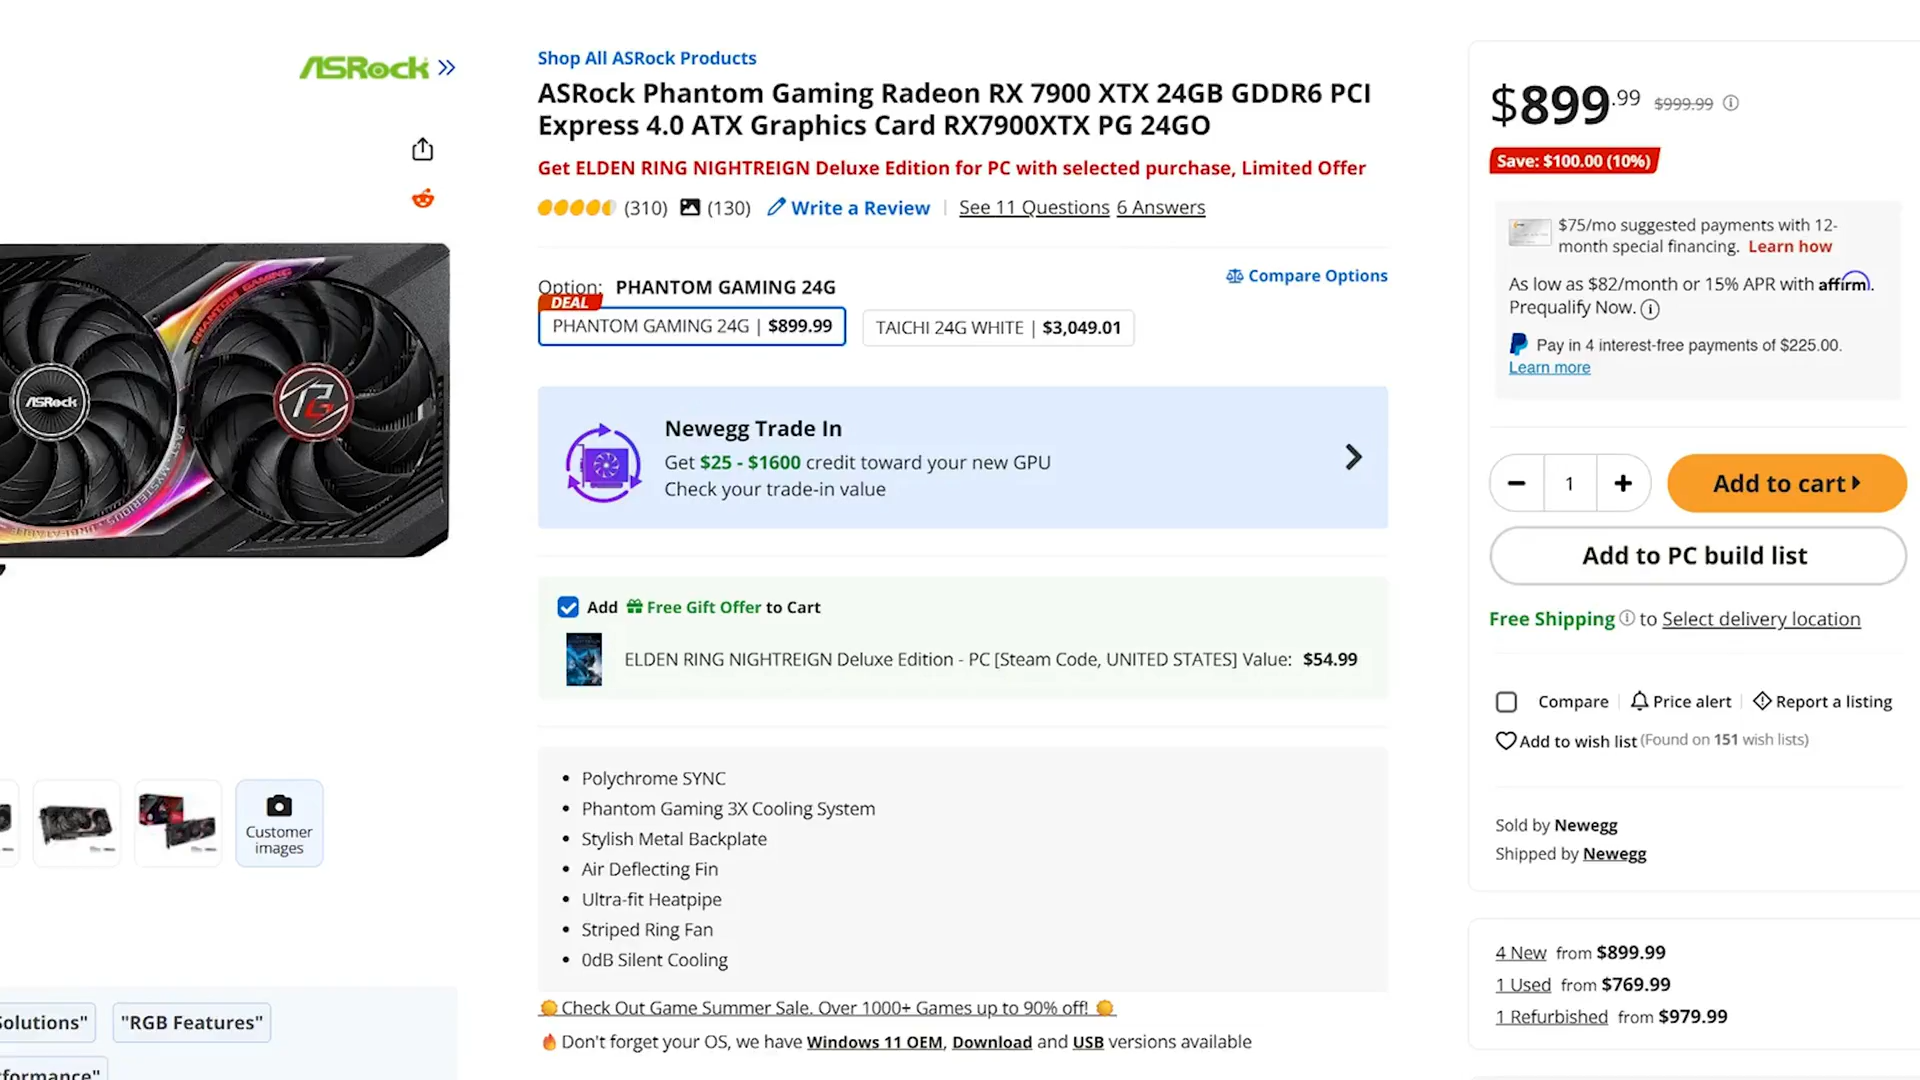 ASRock
Shop All ASRock Products
ASRock Phantom Gaming Radeon RX 7900 XTX 24GB GDDR6 PCI
Express 4.0 ATX Graphics Card RX7900XTX PG 24GO
Get ELDEN RING NIGHTREIGN Deluxe Edition for PC with selected purchase, Limited Offer
(310) (130) Write a Review See 11 Questions 6 Answers
Option: PHANTOM GAMING 24G
Compare Options
DEAL
PHANTOM GAMING 24G | $899.99
TAICHI 24G WHITE | $3,049.01
PHANTOM GAMING
ASRock
Newegg Trade In
Get $25 - $1600 credit toward your new GPU
Check your trade-in value
Add Free Gift Offer to Cart
ELDEN RING NIGHTREIGN Deluxe Edition - PC [Steam Code, UNITED STATES] Value: $54.99
Polychrome SYNC
Phantom Gaming 3X Cooling System
Stylish Metal Backplate
Air Deflecting Fin
Ultra-fit Heatpipe
Striped Ring Fan
0dB Silent Cooling
Check Out Game Summer Sale. Over 1000+ Games up to 90% off!
Don't forget your OS, we have Windows 11 OEM, Download and USB versions available
Customer
images
olutions"
"RGB Features"
formance"
$899.99 $999.99
Save: $100.00 (10%)
$75/mo suggested payments with 12-
month special financing. Learn how
As low as $82/month or 15% APR with affirm.
Prequalify Now.
Pay in 4 interest-free payments of $225.00.
Learn more
1
Add to cart
Add to PC build list
Free Shipping to Select delivery location
Compare Price alert Report a listing
Add to wish list (Found on 151 wish lists)
Sold by Newegg
Shipped by Newegg
4 New from $899.99
1 Used from $769.99
1 Refurbished from $979.99